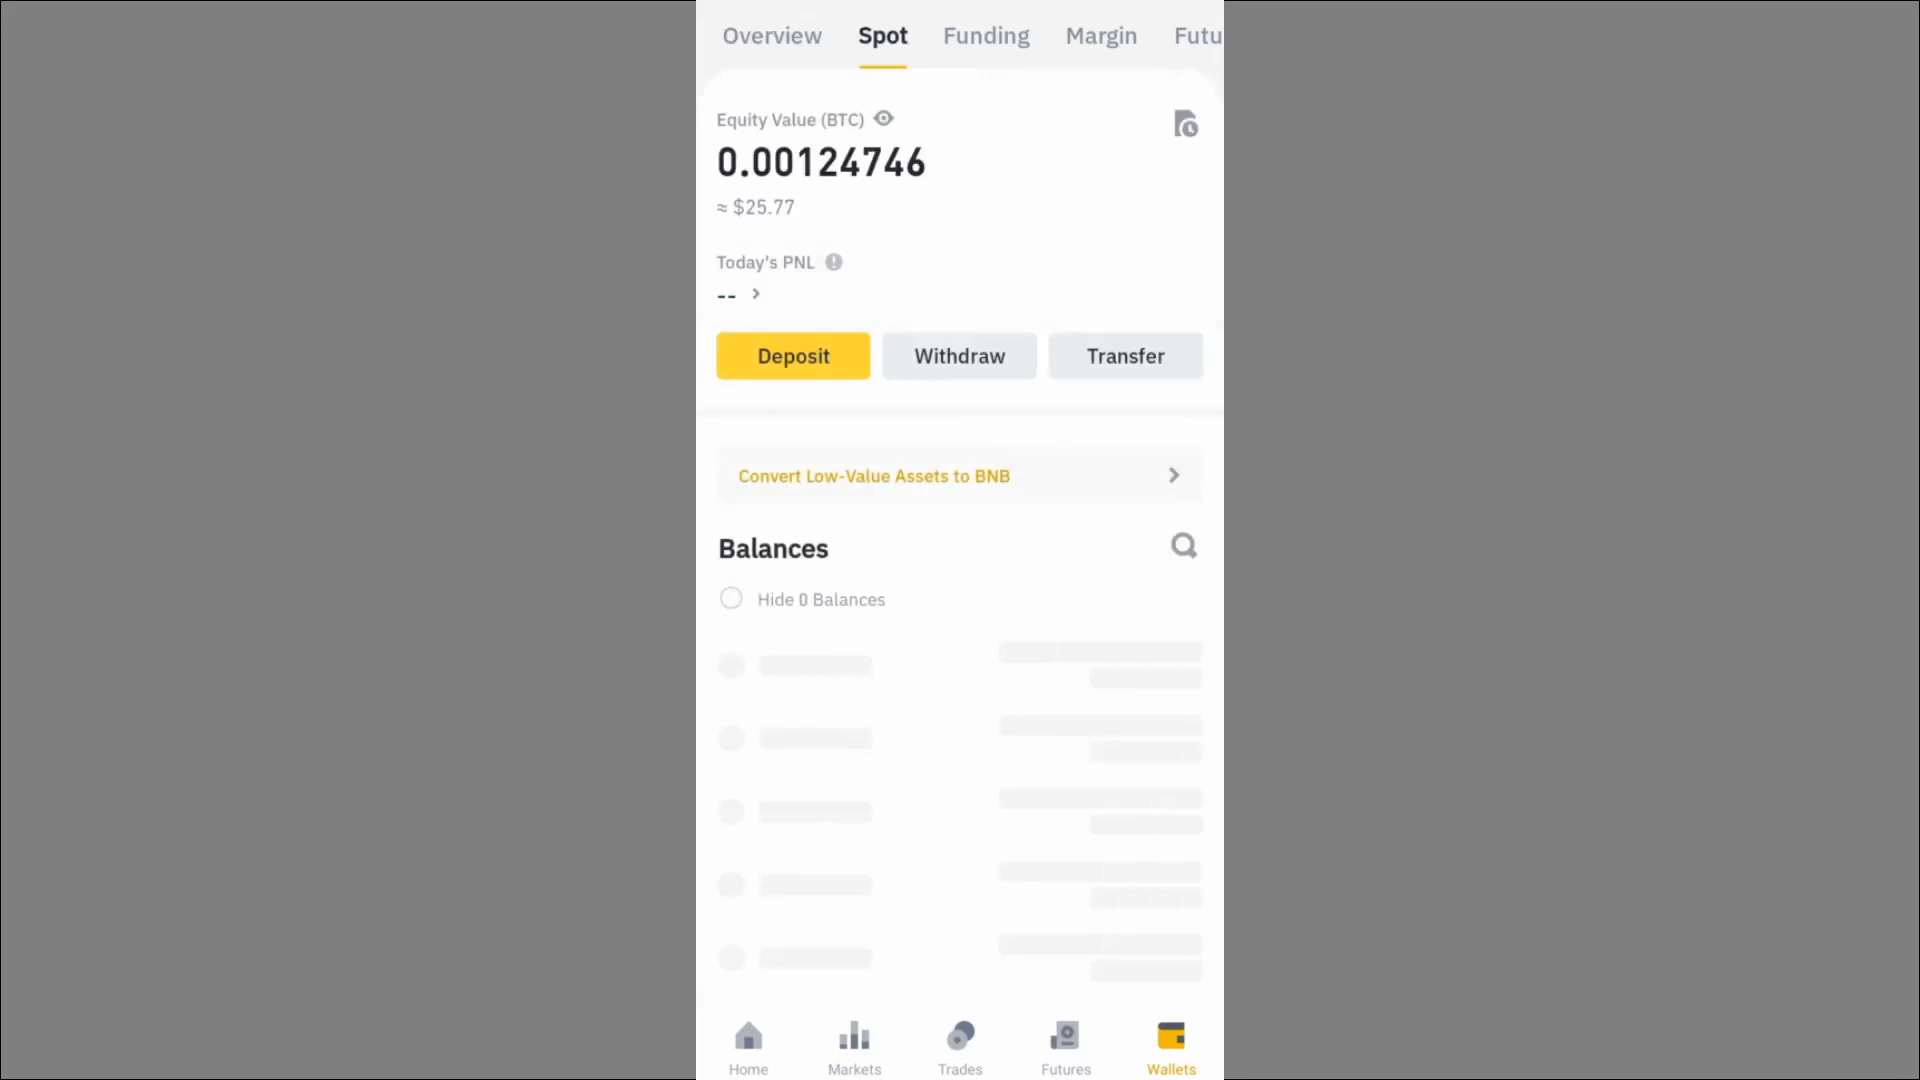 Overview Spot Funding Margin Futu
Equity Value (BTC)
0.00124746
≈ $25.77
Today's PNL
-- >
Deposit Withdraw Transfer
Convert Low-Value Assets to BNB
Balances
Hide 0 Balances
Home Markets Trades Futures Wallets